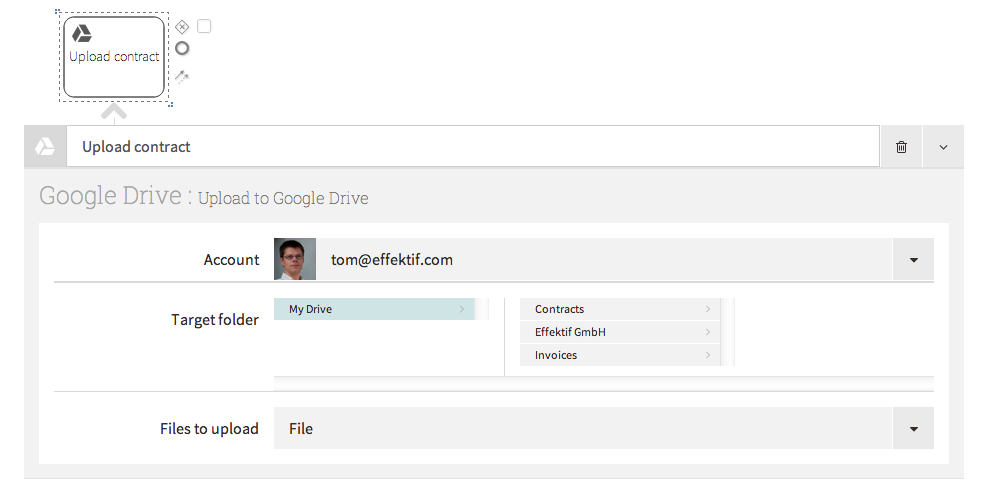 Upload contract
Upload contract
Google Drive : Upload to Google Drive
Account
tom@effektif.com
Target folder
My Drive
Contracts
Effektif GmbH
Invoices
Files to upload
File